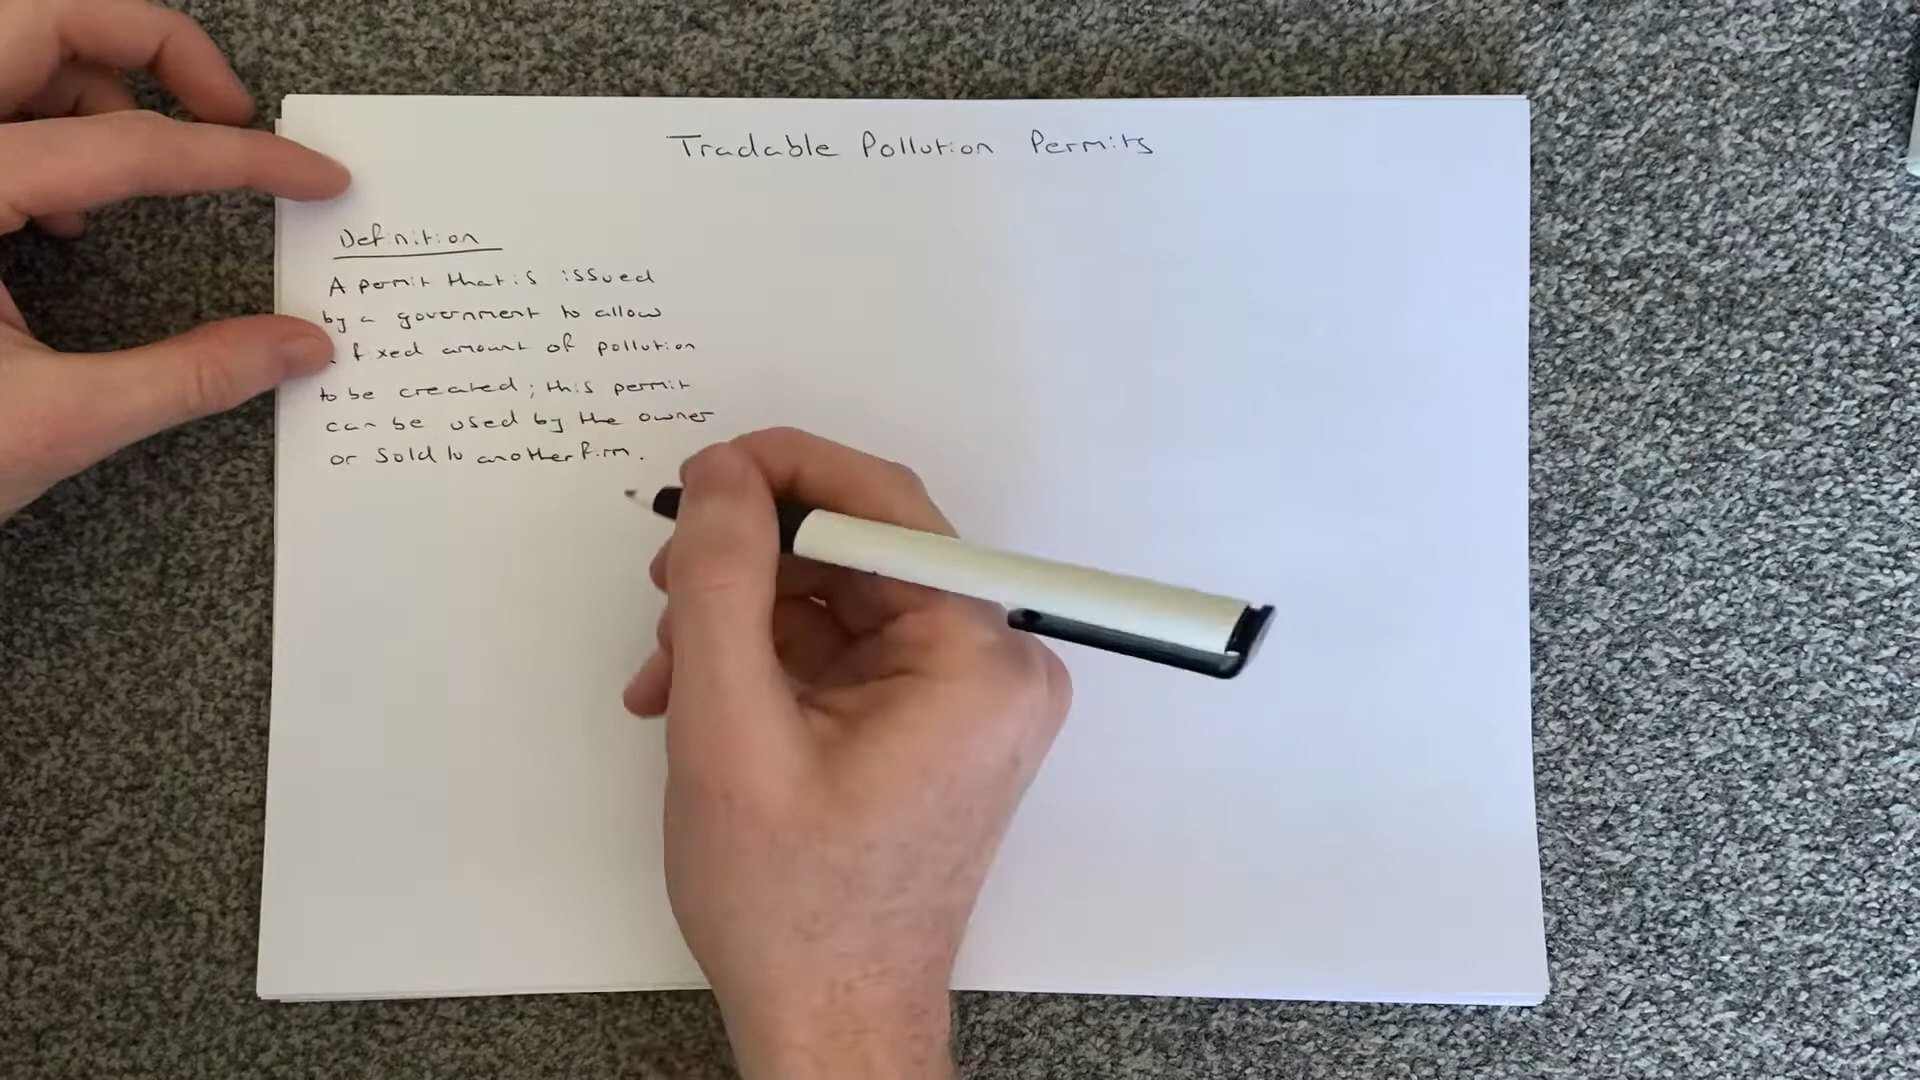 Tradable Pollution Permits
Definition
A permit that is issued
by a government to allow
fixed amount of pollution
to be created; this permit
can be used by the owner
or sold to another firm.